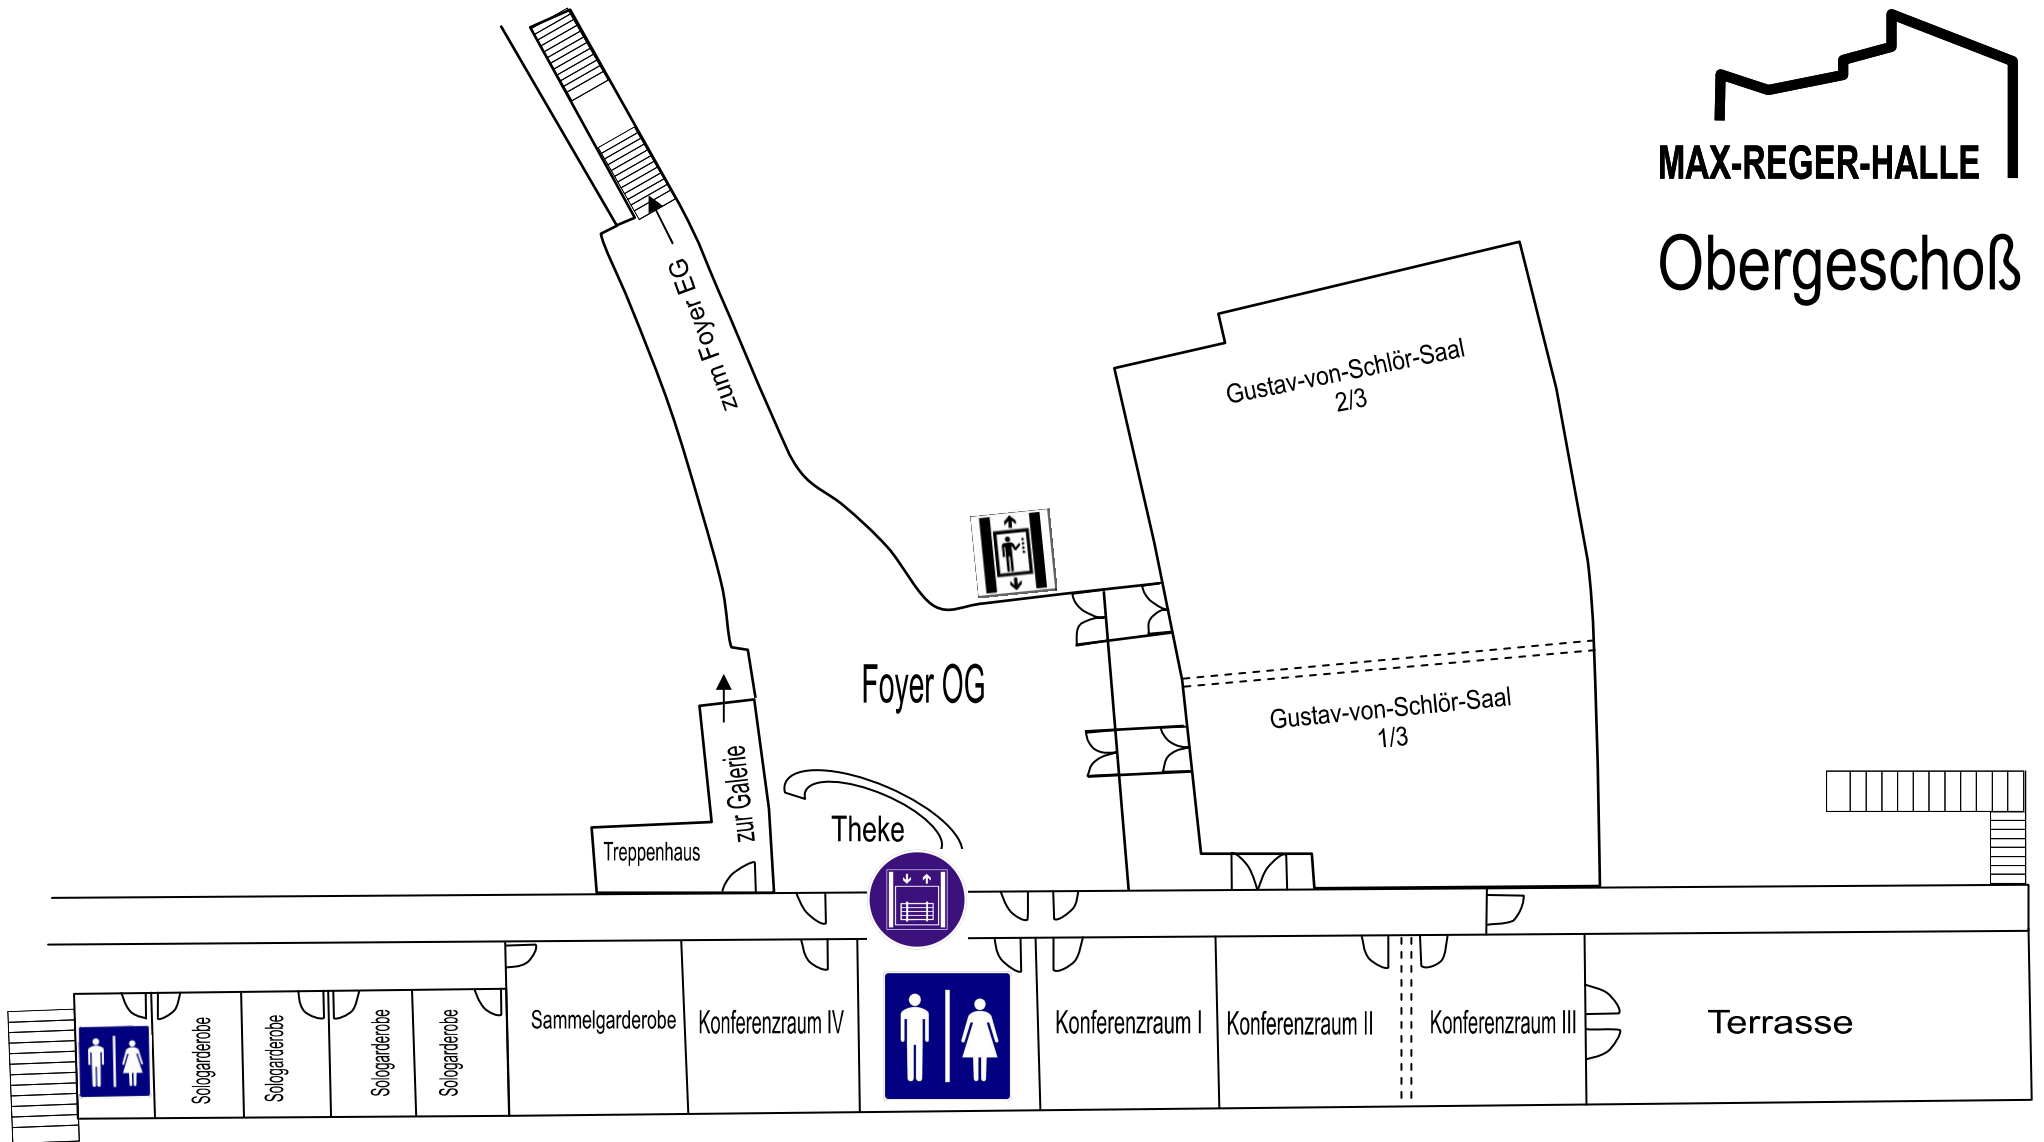 MAX-REGER-HALLE
Obergeschoß
zum Foyer EG
Gustav-von-Schlör-Saal
2/3
Foyer OG
Gustav-von-Schlör-Saal
1/3
zur Galerie
Theke
Treppenhaus
Sologarderobe
Sologarderobe
Sologarderobe
Sologarderobe
Sammelgarderobe
Konferenzraum IV
Konferenzraum I
Konferenzraum II
Konferenzraum III
Terrasse